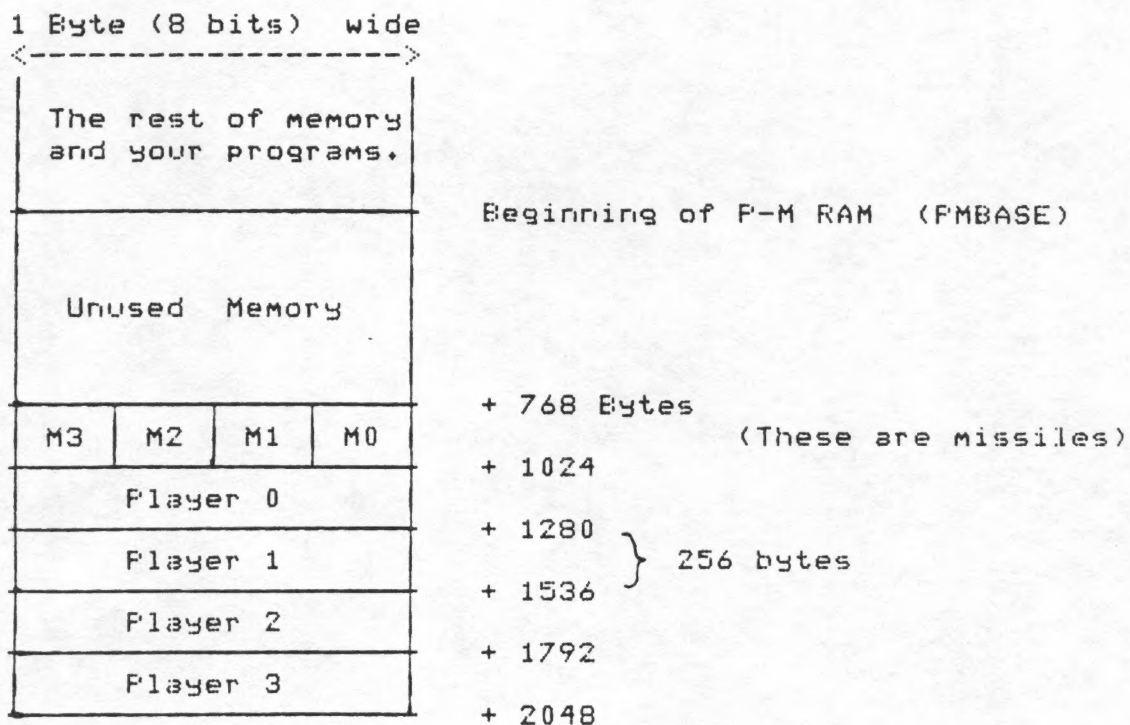 1 Byte (8 bits) wide
The rest of memory
and your programs.
Beginning of P-M RAM (PMBASE)
Unused Memory
+ 768 Bytes
M3 M2 M1 M0
(These are missiles)
+ 1024
Player 0
+ 1280
Player 1
256 bytes
+ 1536
Player 2
+ 1792
Player 3
+ 2048